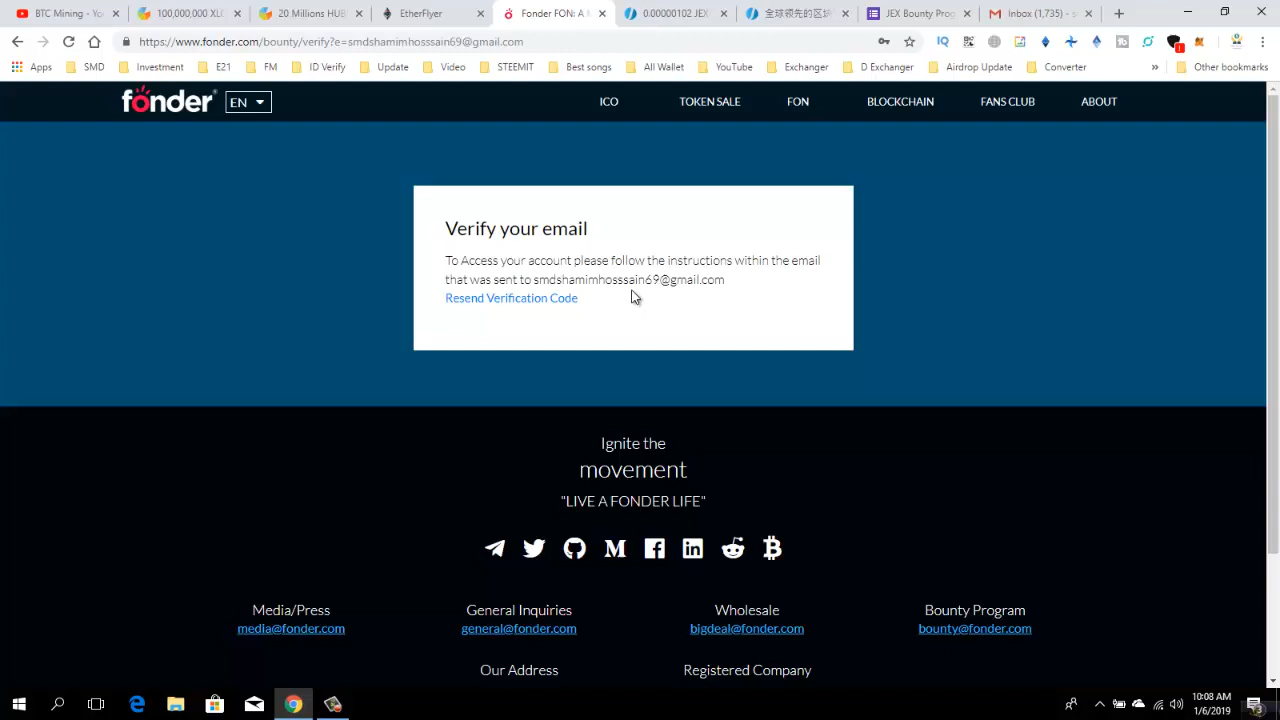 BTC Mining - Yo
100,000,000 XLO
20 Millions HUB
EtherFlyer
Fonder FON: A M
0.00000102 JEX
全球领先的区块
JEX Bounty Prog
Inbox (1,735) - s
https://www.fonder.com/bounty/verify?e=smdshamimhosssain69@gmail.com
Apps
SMD
Investment
E21
FM
ID Verify
Update
Video
STEEMIT
Best songs
All Wallet
YouTube
Exchanger
D Exchanger
Airdrop Update
Converter
»
Other bookmarks
fonder
EN
ICO
TOKEN SALE
FON
BLOCKCHAIN
FANS CLUB
ABOUT
Verify your email
To Access your account please follow the instructions within the email
that was sent to smdshamimhosssain69@gmail.com
Resend Verification Code
Ignite the
movement
"LIVE A FONDER LIFE"
Media/Press
General Inquiries
Wholesale
Bounty Program
media@fonder.com
general@fonder.com
bigdeal@fonder.com
bounty@fonder.com
Our Address
Registered Company
10:08 AM
1/6/2019